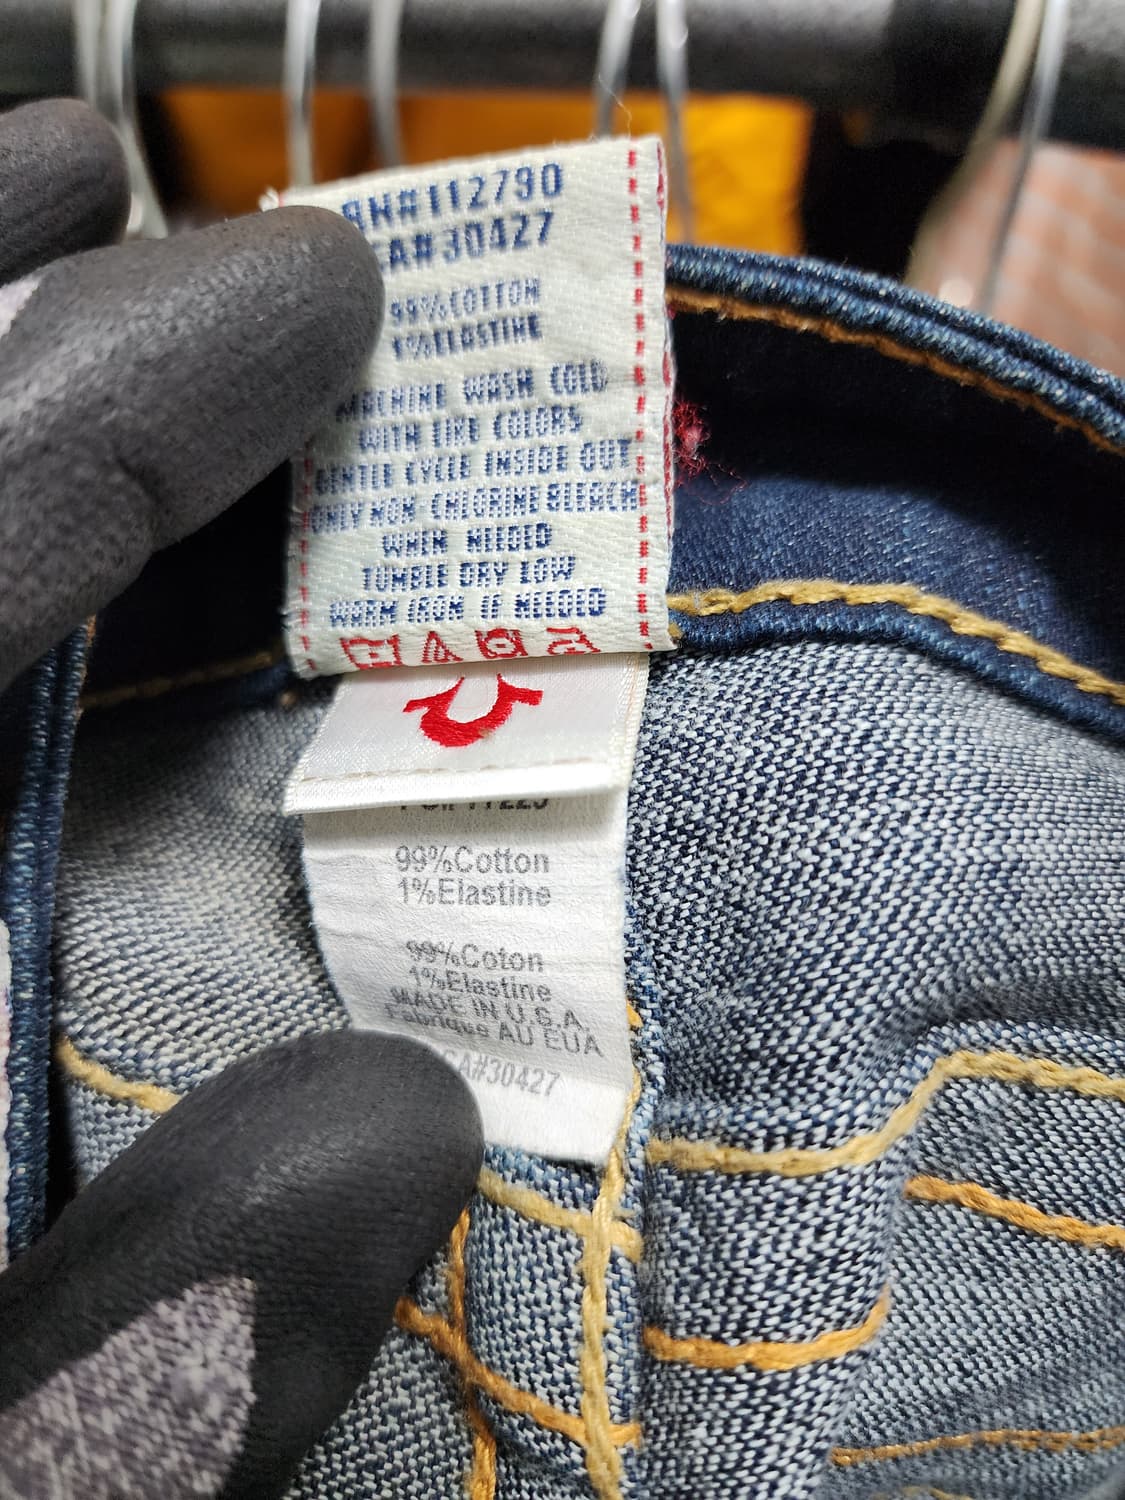 RN#112790
CA#30427
99%COTTON
1%ELASTINE
MACHINE WASH COLD
WITH LIKE COLORS
GENTLE CYCLE INSIDE OUT
ONLY NON-CHLORINE BLEACH
WHEN NEEDED
TUMBLE DRY LOW
WARM IRON IF NEEDED
99%Cotton
1%Elastine
99%Coton
1%Elastine
MADE IN U.S.A.
Fabrique AU EUA
CA#30427